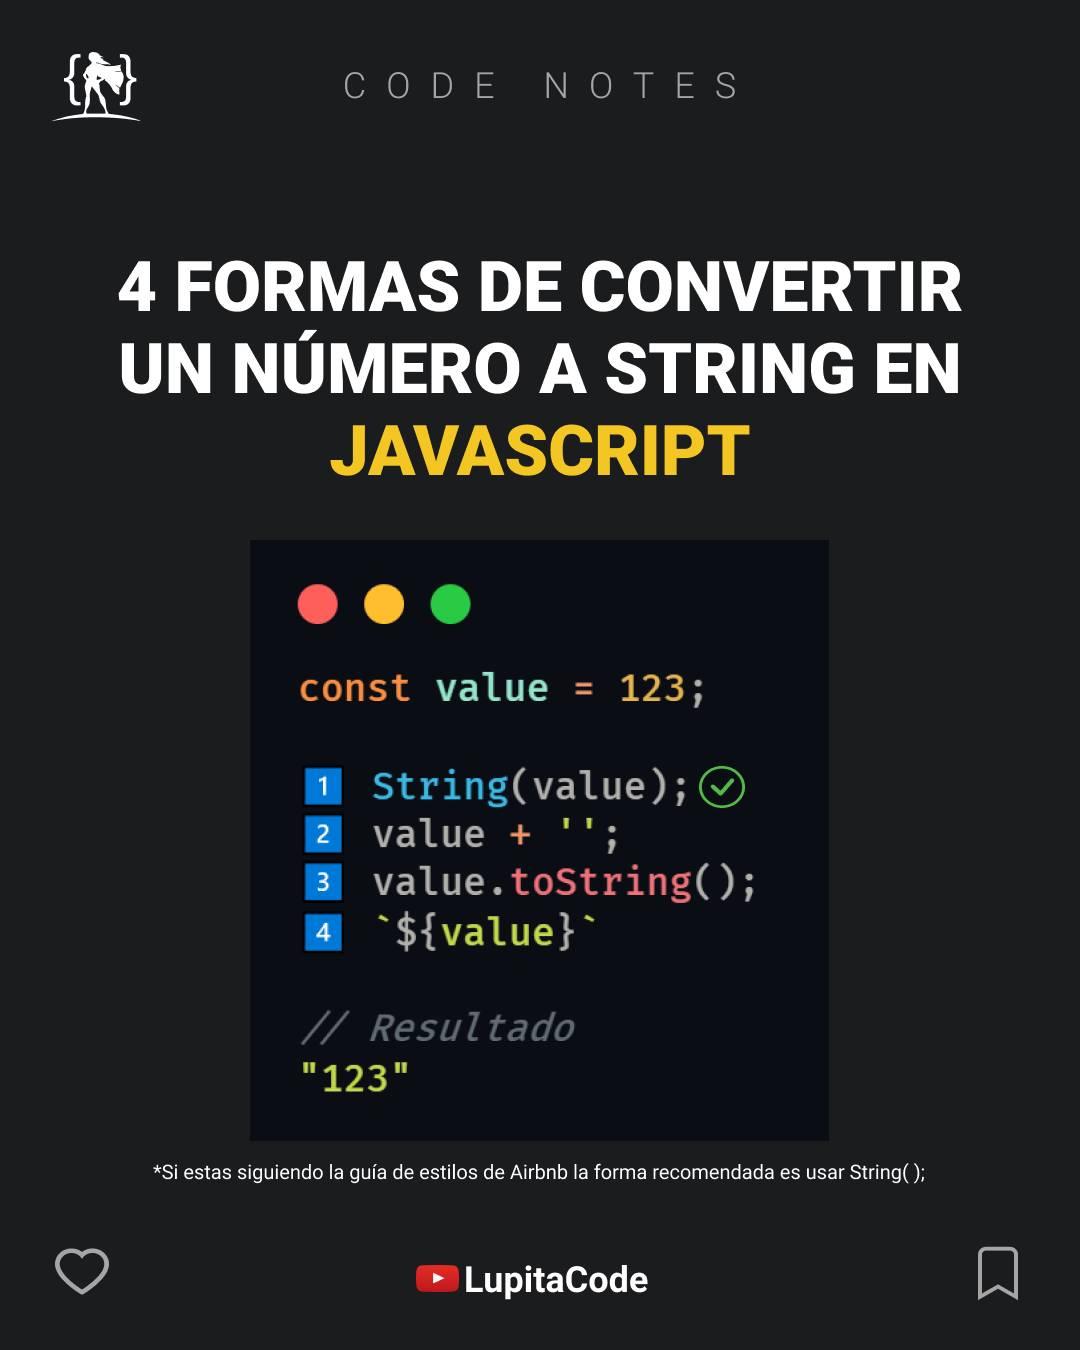 CODE NOTES
4 FORMAS DE CONVERTIR
UN NÚMERO A STRING EN
JAVASCRIPT
const value = 123;
1 String(value);
2 value + '';
3 value.toString();
4 `${value}`
// Resultado
"123"
*Si estas siguiendo la guía de estilos de Airbnb la forma recomendada es usar String( );
LupitaCode